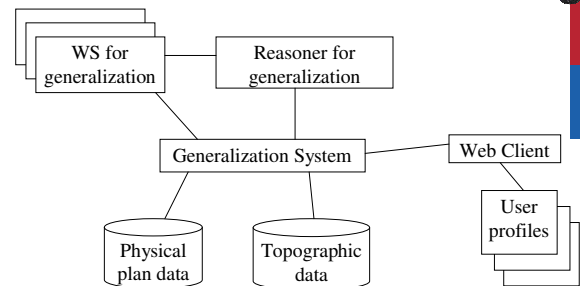 WS for
generalization
Reasoner for
generalization
Generalization System
Web Client
User
profiles
Physical
plan data
Topographic
data